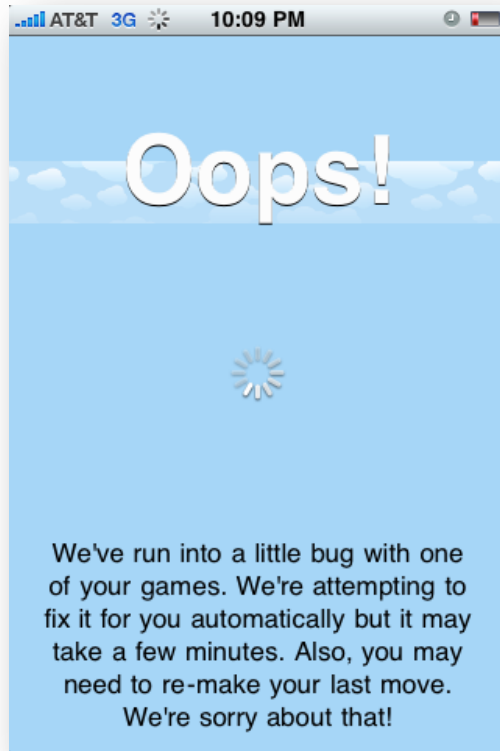 AT&T 3G 10:09 PM
Oops!
We've run into a little bug with one
of your games. We're attempting to
fix it for you automatically but it may
take a few minutes. Also, you may
need to re-make your last move.
We're sorry about that!